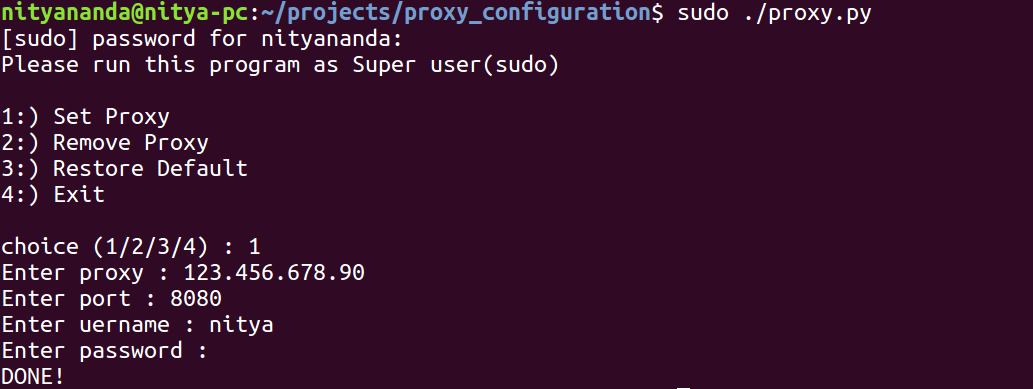 nityananda@nitya-pc:~/projects/proxy_configuration$ sudo ./proxy.py
[sudo] password for nityananda:
Please run this program as Super user(sudo)
1:) Set Proxy
2:) Remove Proxy
3:) Restore Default
4:) Exit
choice (1/2/3/4) : 1
Enter proxy : 123.456.678.90
Enter port : 8080
Enter uername : nitya
Enter password :
DONE!